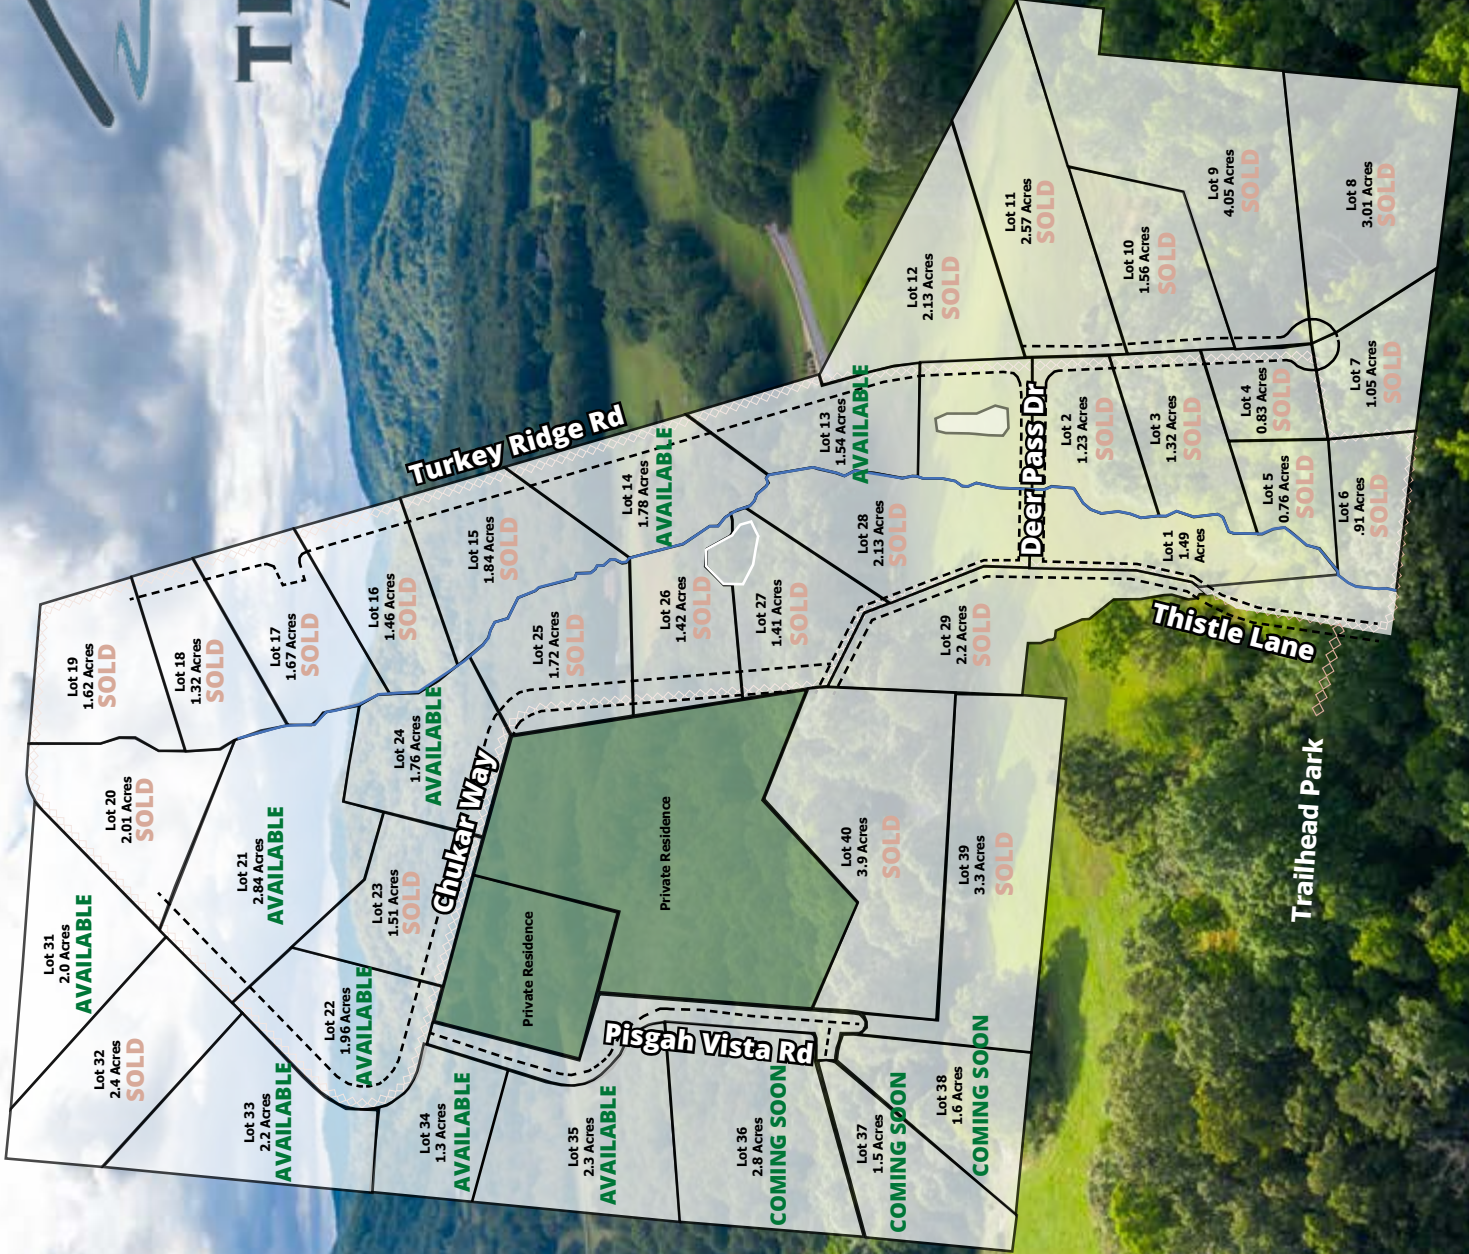 Lot 19
1.62 Acres
SOLD
Lot 18
1.32 Acres
SOLD
Lot 17
1.67 Acres
SOLD
Lot 16
1.46 Acres
SOLD
Lot 15
1.84 Acres
SOLD
Lot 14
1.78 Acres
AVAILABLE
Lot 13
1.54 Acres
AVAILABLE
Lot 12
2.13 Acres
SOLD
Lot 11
2.57 Acres
SOLD
Lot 10
1.56 Acres
SOLD
Lot 9
4.05 Acres
SOLD
Lot 8
3.01 Acres
SOLD
Turkey Ridge Rd
Lot 20
2.01 Acres
SOLD
Lot 21
2.84 Acres
AVAILABLE
Lot 24
1.76 Acres
AVAILABLE
Lot 23
1.51 Acres
SOLD
Lot 22
1.96 Acres
AVAILABLE
Chukar Way
Lot 25
1.72 Acres
SOLD
Lot 26
1.42 Acres
SOLD
Lot 27
1.41 Acres
SOLD
Lot 28
2.13 Acres
SOLD
Lot 29
2.2 Acres
SOLD
Deer Pass Dr
Lot 2
1.23 Acres
SOLD
Lot 3
1.32 Acres
SOLD
Lot 4
0.83 Acres
SOLD
Lot 7
1.05 Acres
SOLD
Lot 5
0.76 Acres
SOLD
Lot 6
.91 Acres
SOLD
Lot 1
1.49
Acres
Thistle Lane
Trailhead Park
Private Residence
Private Residence
Lot 40
3.9 Acres
SOLD
Lot 39
3.3 Acres
SOLD
Pisgah Vista Rd
Lot 31
2.0 Acres
AVAILABLE
Lot 32
2.4 Acres
SOLD
Lot 33
2.2 Acres
AVAILABLE
Lot 34
1.3 Acres
AVAILABLE
Lot 35
2.3 Acres
AVAILABLE
Lot 36
2.8 Acres
COMING SOON
Lot 37
1.5 Acres
COMING SOON
Lot 38
1.6 Acres
COMING SOON